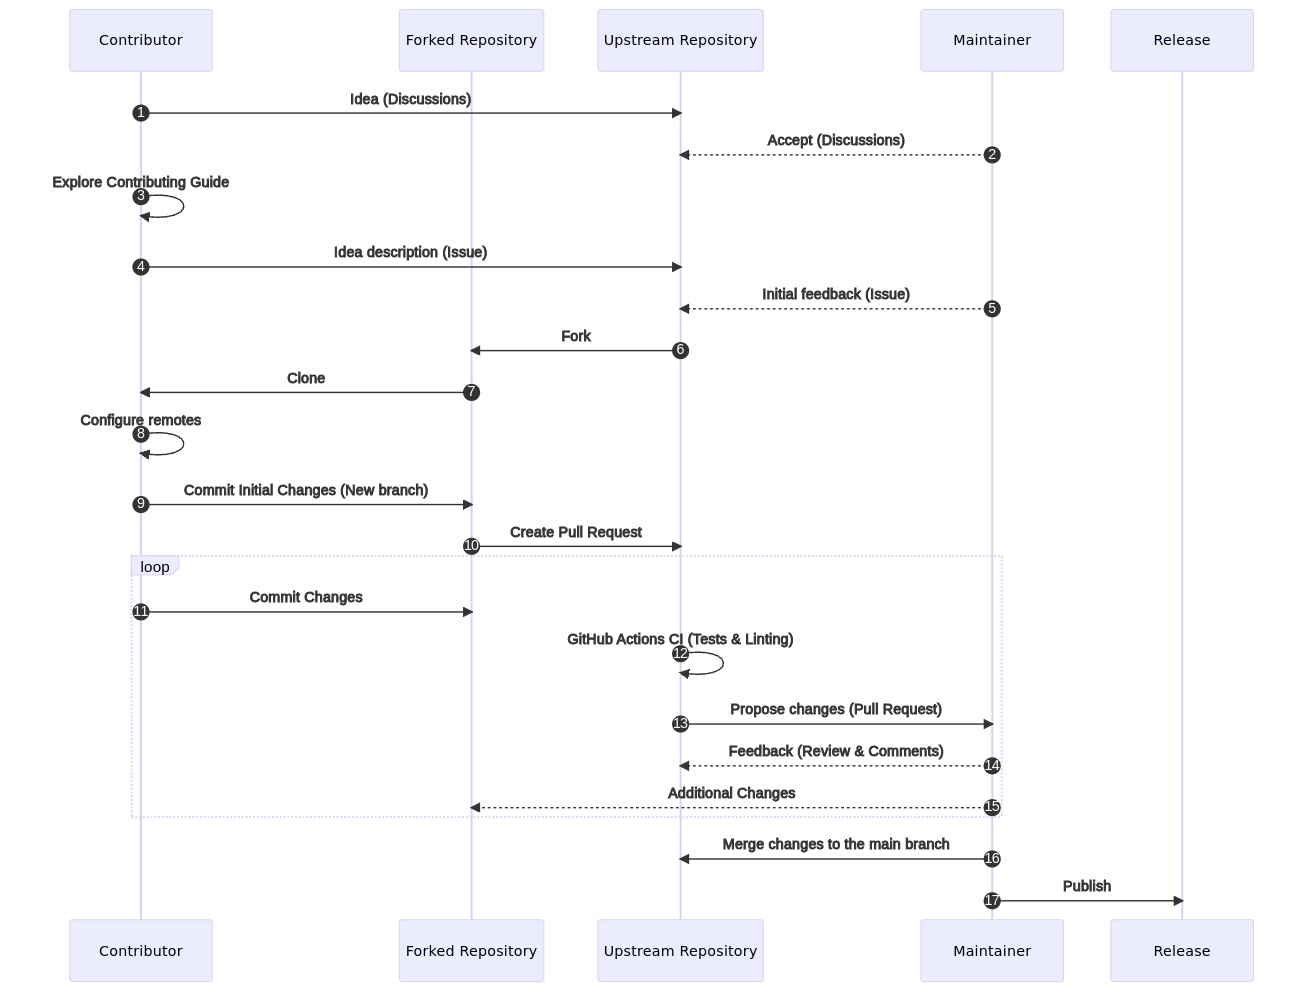 Contributor
Forked Repository
Upstream Repository
Maintainer
Release
Idea (Discussions)
1
Accept (Discussions)
2
Explore Contributing Guide
3
Idea description (Issue)
4
Initial feedback (Issue)
5
Fork
6
Clone
7
Configure remotes
8
Commit Initial Changes (New branch)
9
Create Pull Request
10
loop
Commit Changes
11
GitHub Actions CI (Tests & Linting)
12
Propose changes (Pull Request)
13
Feedback (Review & Comments)
14
Additional Changes
15
Merge changes to the main branch
16
Publish
17
Contributor
Forked Repository
Upstream Repository
Maintainer
Release